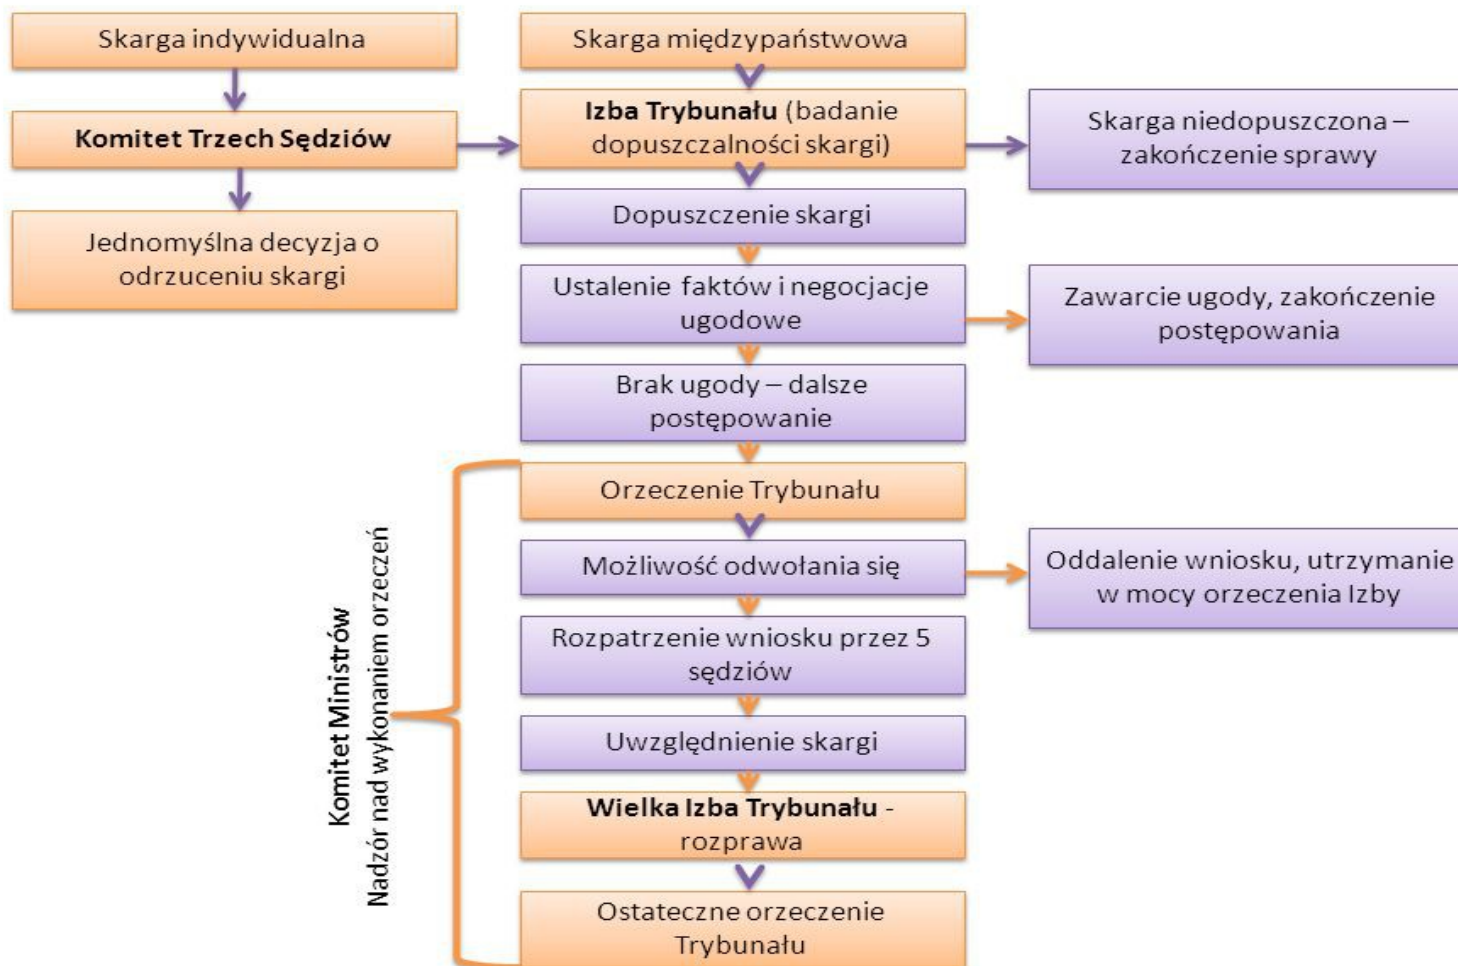 Skarga indywidualna
Skarga międzypaństwowa
Komitet Trzech Sędziów
Izba Trybunału (badanie
dopuszczalności skargi)
Skarga niedopuszczona –
zakończenie sprawy
Jednomyślna decyzja o
odrzuceniu skargi
Dopuszczenie skargi
Ustalenie faktów i negocjacje
ugodowe
Zawarcie ugody, zakończenie
postępowania
Brak ugody – dalsze
postępowanie
Orzeczenie Trybunału
Możliwość odwołania się
Oddalenie wniosku, utrzymanie
w mocy orzeczenia Izby
Rozpatrzenie wniosku przez 5
sędziów
Uwzględnienie skargi
Wielka Izba Trybunału -
rozprawa
Ostateczne orzeczenie
Trybunału
Komitet Ministrów
Nadzór nad wykonaniem orzeczeń